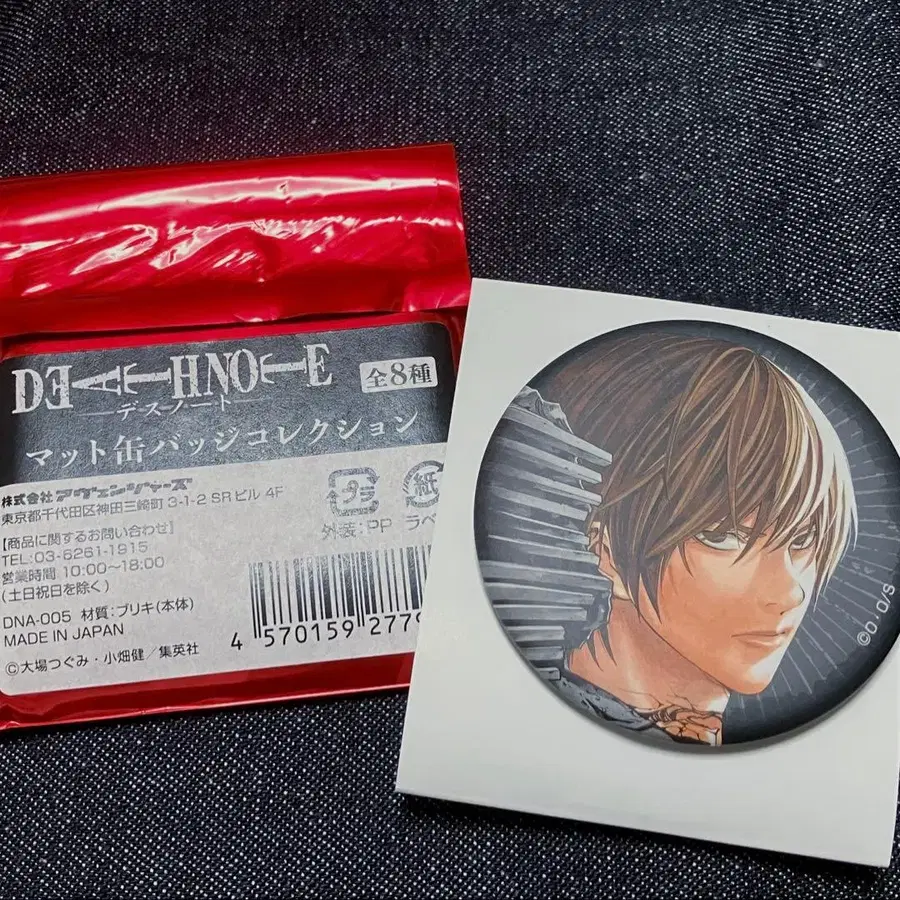 DEATH NOTE
デスノート
全8種
マット缶バッジコレクション
株式会社 アヴェンジャーズ
東京都千代田区神田三崎町 3-1-2 SRビル 4F
【商品に関するお問い合わせ】
TEL:03-6261-1915
営業時間 10:00〜18:00
(土日祝日を除く)
プラ
外装:PP
紙
ラベ
DNA-005 材質:ブリキ(本体)
MADE IN JAPAN
4 570159 277
©大場つぐみ・小畑健/集英社
©O. O/S